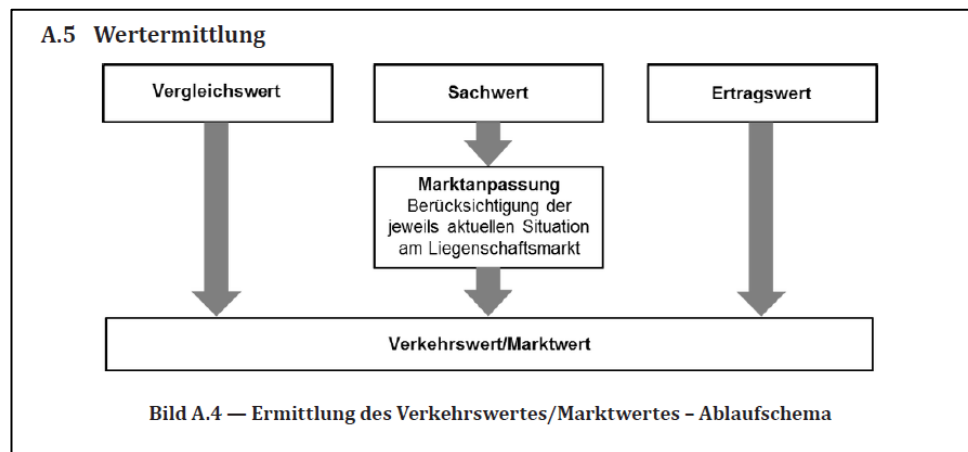 A.5 Wertermittlung
Vergleichswert
Sachwert
Ertragswert
Marktanpassung
Berücksichtigung der
jeweils aktuellen Situation
am Liegenschaftsmarkt
Verkehrswert/Marktwert
Bild A.4 — Ermittlung des Verkehrswertes/Marktwertes – Ablaufschema